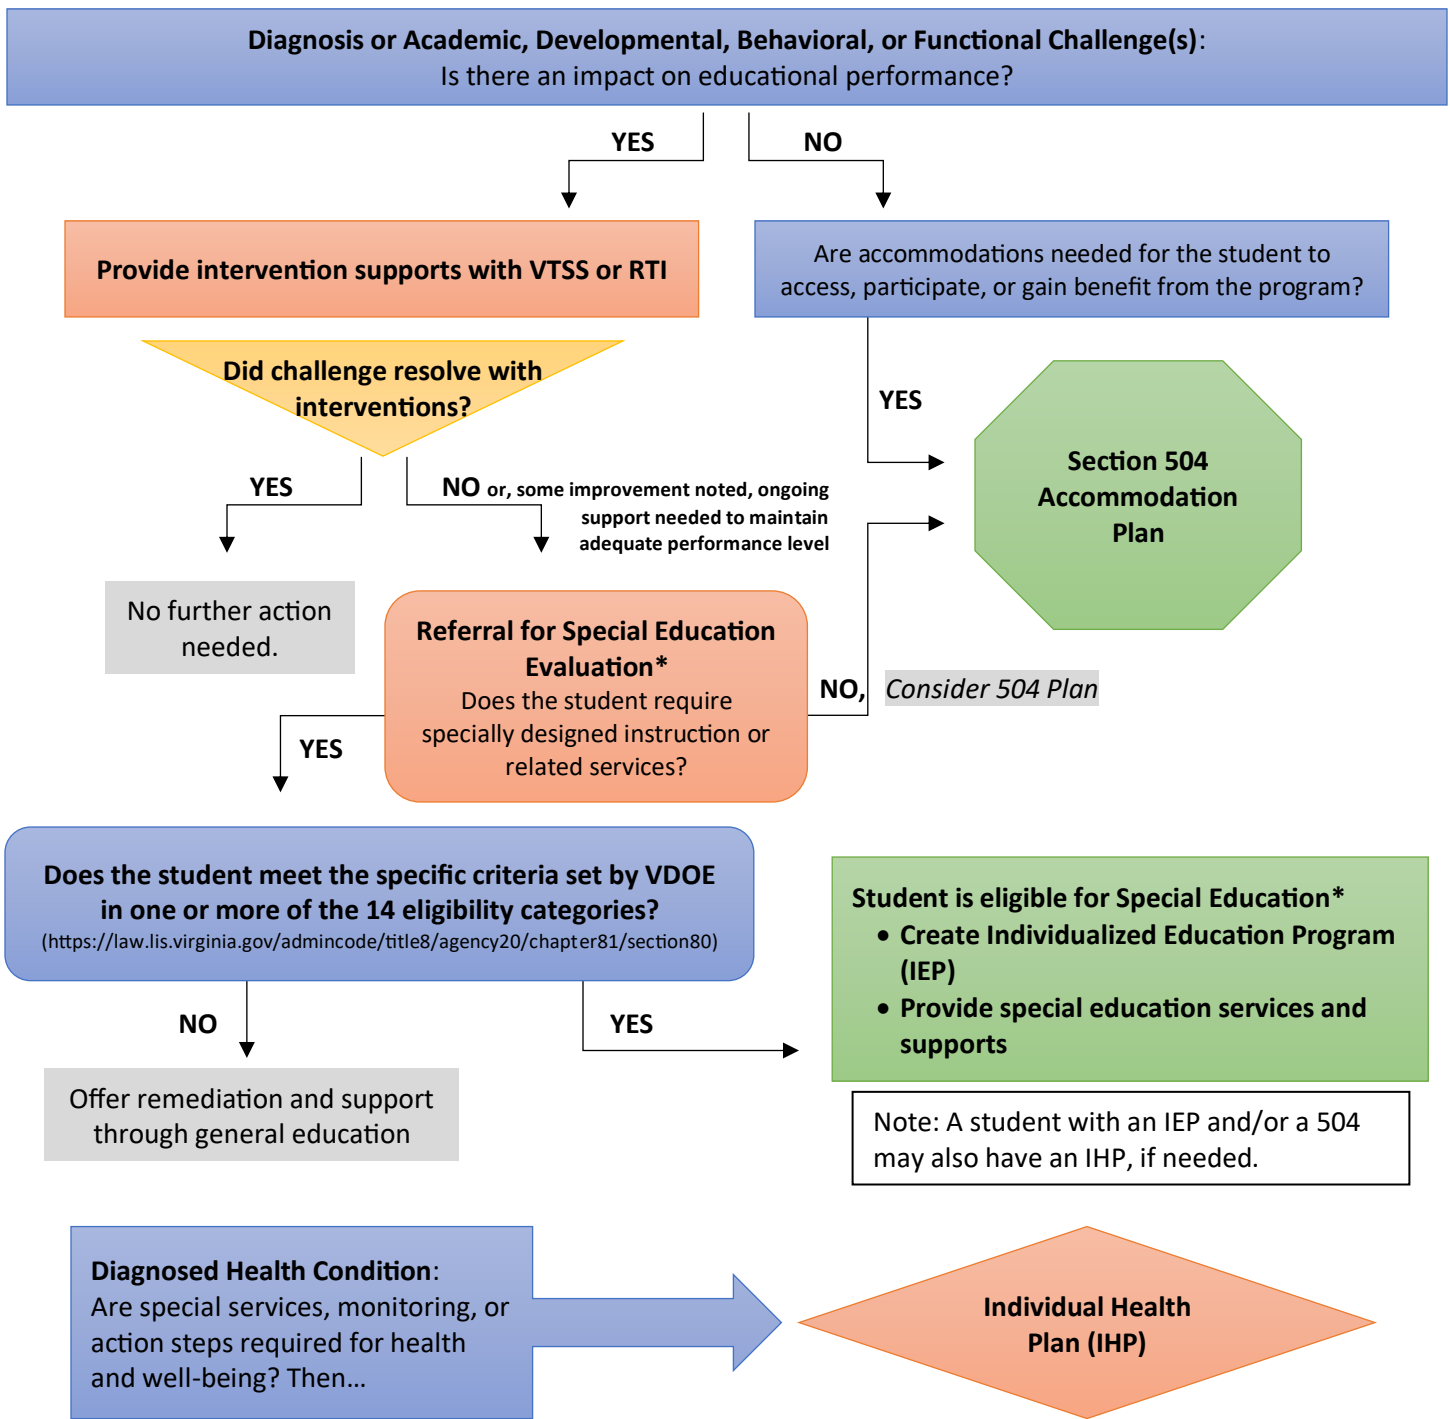 Diagnosis or Academic, Developmental, Behavioral, or Functional Challenge(s):
Is there an impact on educational performance?
YES
NO
Provide intervention supports with VTSS or RTI
Are accommodations needed for the student to
access, participate, or gain benefit from the program?
Did challenge resolve with
interventions?
YES
Section 504
Accommodation
Plan
YES
NO or, some improvement noted, ongoing
support needed to maintain
adequate performance level
No further action
needed.
Referral for Special Education
Evaluation*
Does the student require
specially designed instruction or
related services?
NO, Consider 504 Plan
YES
Does the student meet the specific criteria set by VDOE
in one or more of the 14 eligibility categories?
(https://law.lis.virginia.gov/admincode/title8/agency20/chapter81/section80)
Student is eligible for Special Education*
• Create Individualized Education Program
(IEP)
• Provide special education services and
supports
NO
YES
Offer remediation and support
through general education
Note: A student with an IEP and/or a 504
may also have an IHP, if needed.
Diagnosed Health Condition:
Are special services, monitoring, or
action steps required for health
and well-being? Then…
Individual Health
Plan (IHP)